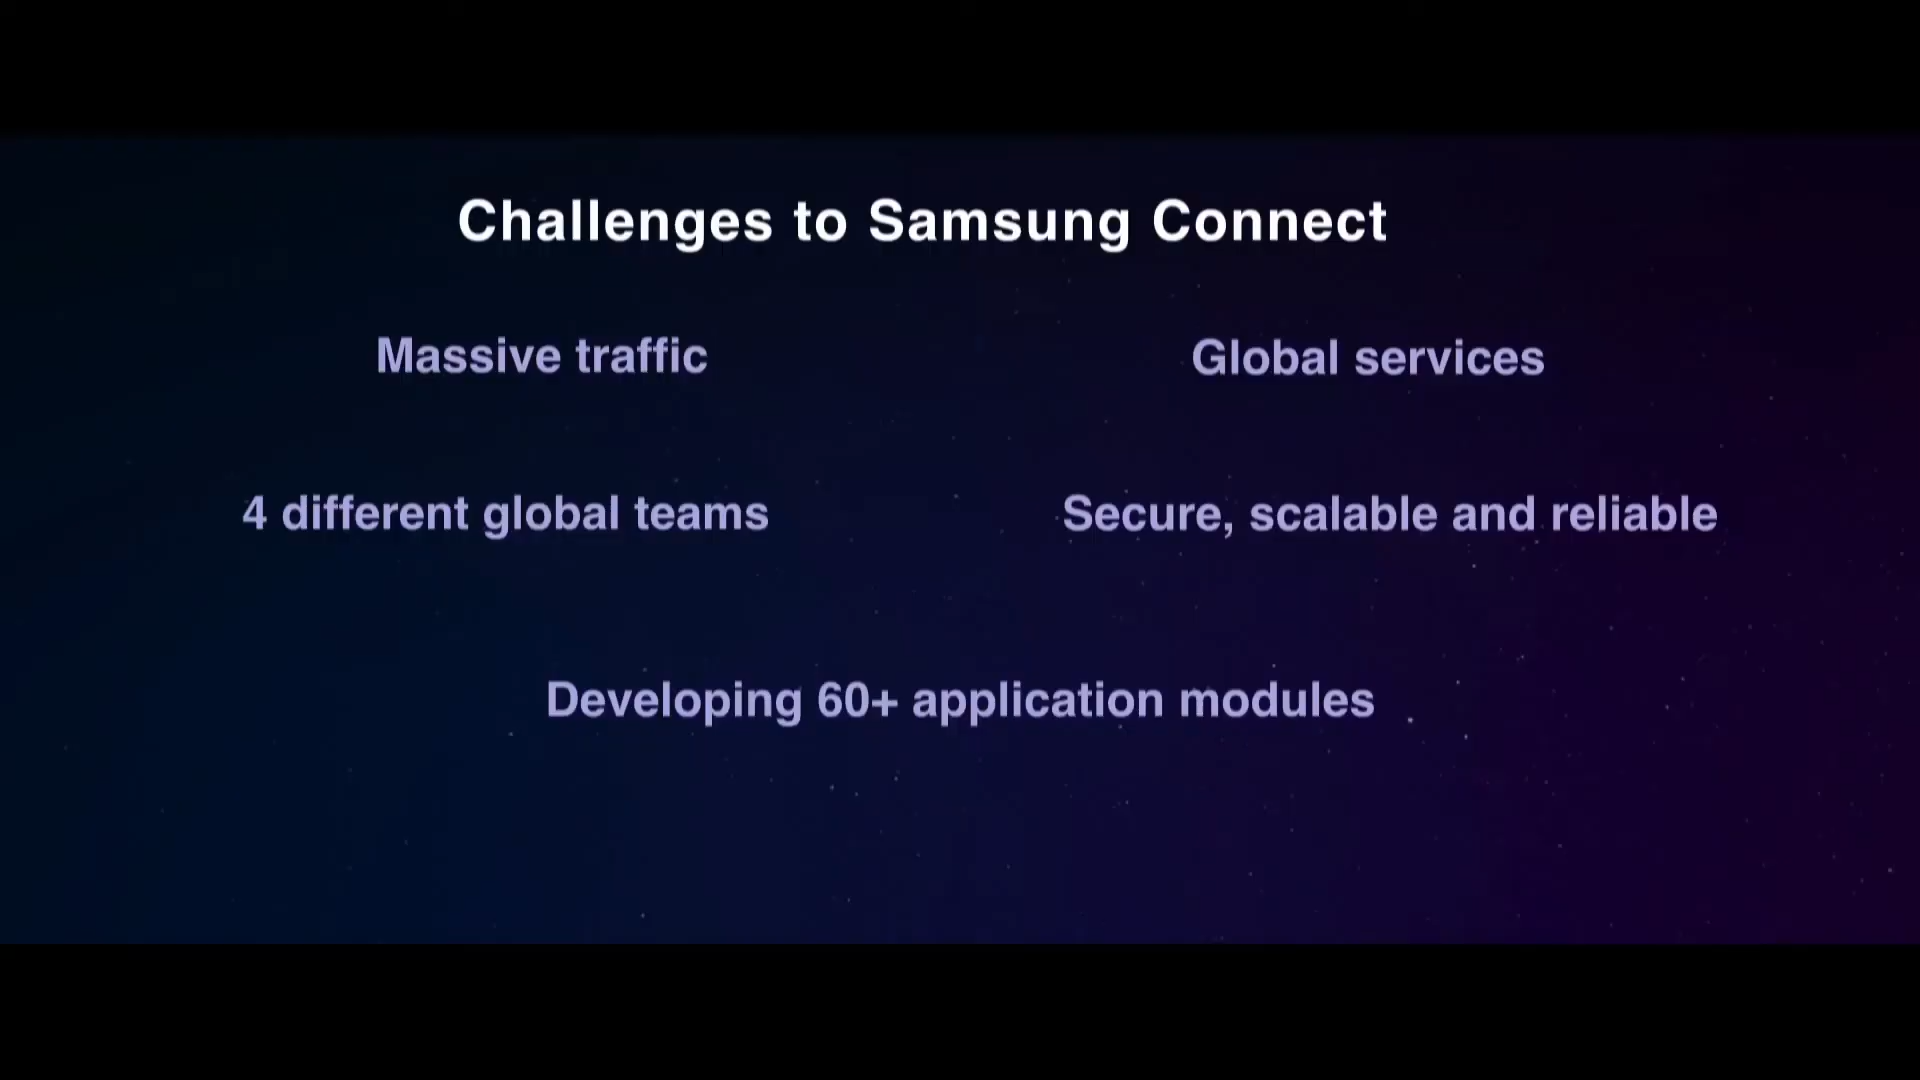 Challenges to Samsung Connect
Massive traffic
Global services
4 different global teams
Secure, scalable and reliable
Developing 60+ application modules